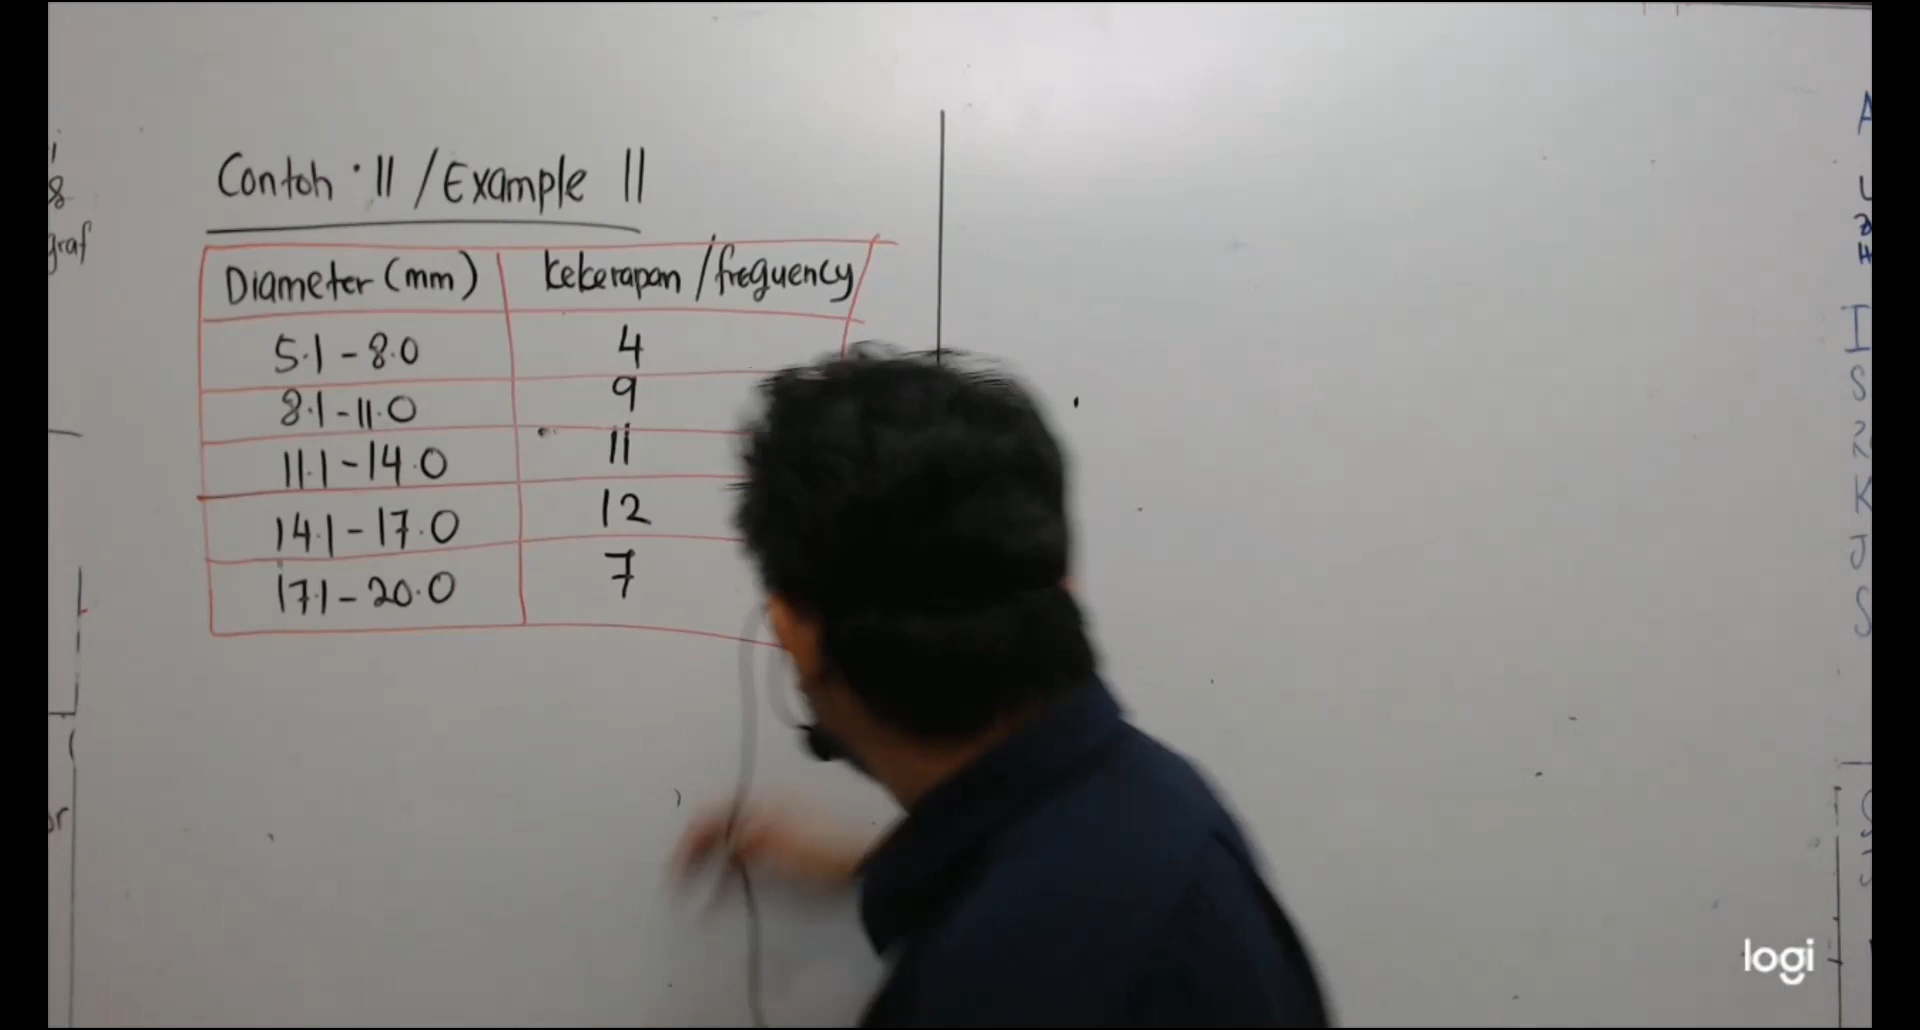 Contoh 11 / Example 11
Diameter (mm) Kekerapan / frequency
5.1 - 8.0 4
8.1 - 11.0 9
11.1 - 14.0 11
14.1 - 17.0 12
17.1 - 20.0 7
8
graf
A
I
S
K
J
S
logi